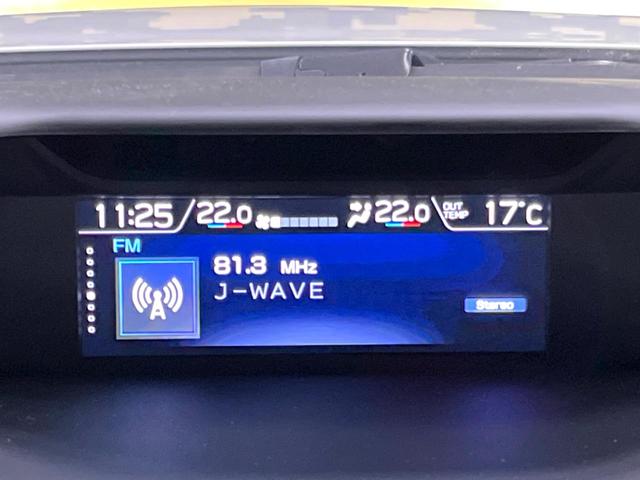 11:25 22.0 22.0 OUT TEMP 17°C
FM
81.3 MHz
J-WAVE
Stereo